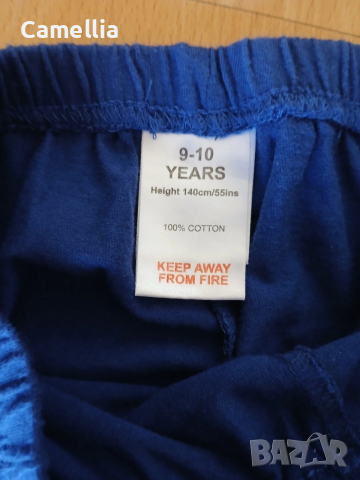 Camellia
9-10
YEARS
Height 140cm/55ins
100% COTTON
KEEP AWAY
FROM FIRE
BAZAR